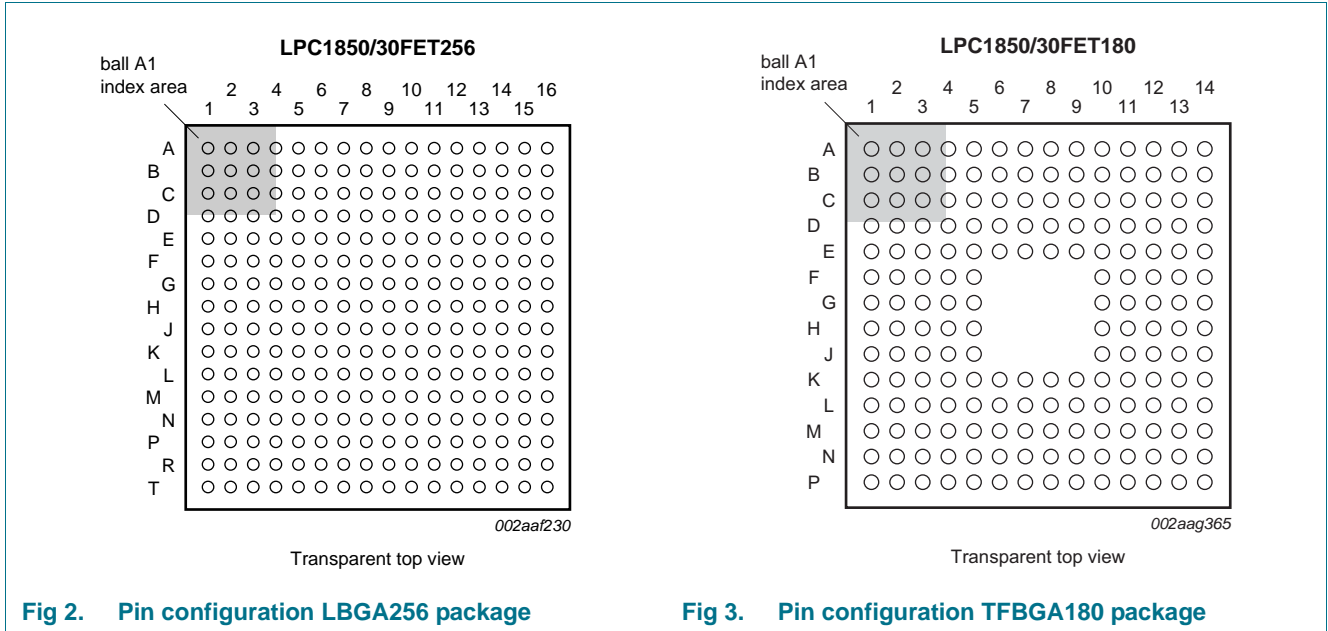 LPC1850/30FET256
ball A1
index area
2 4 6 8 10 12 14 16
1 3 5 7 9 11 13 15
A
B
C
D
E
F
G
H
J
K
L
M
N
P
R
T
002aaf230
Transparent top view
Fig 2. Pin configuration LBGA256 package
LPC1850/30FET180
ball A1
index area
2 4 6 8 10 12 14
1 3 5 7 9 11 13
A
B
C
D
E
F
G
H
J
K
L
M
N
P
002aag365
Transparent top view
Fig 3. Pin configuration TFBGA180 package